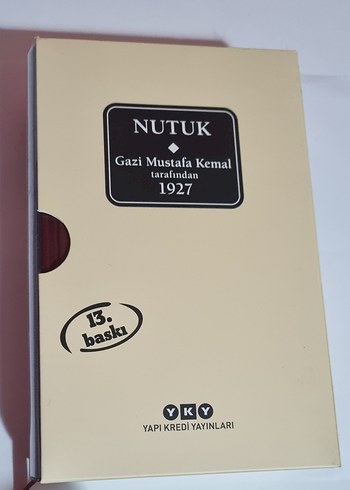 NUTUK
Gazi Mustafa Kemal
tarafından
1927
13.
baskı
YKY
YAPI KREDİ YAYINLARI